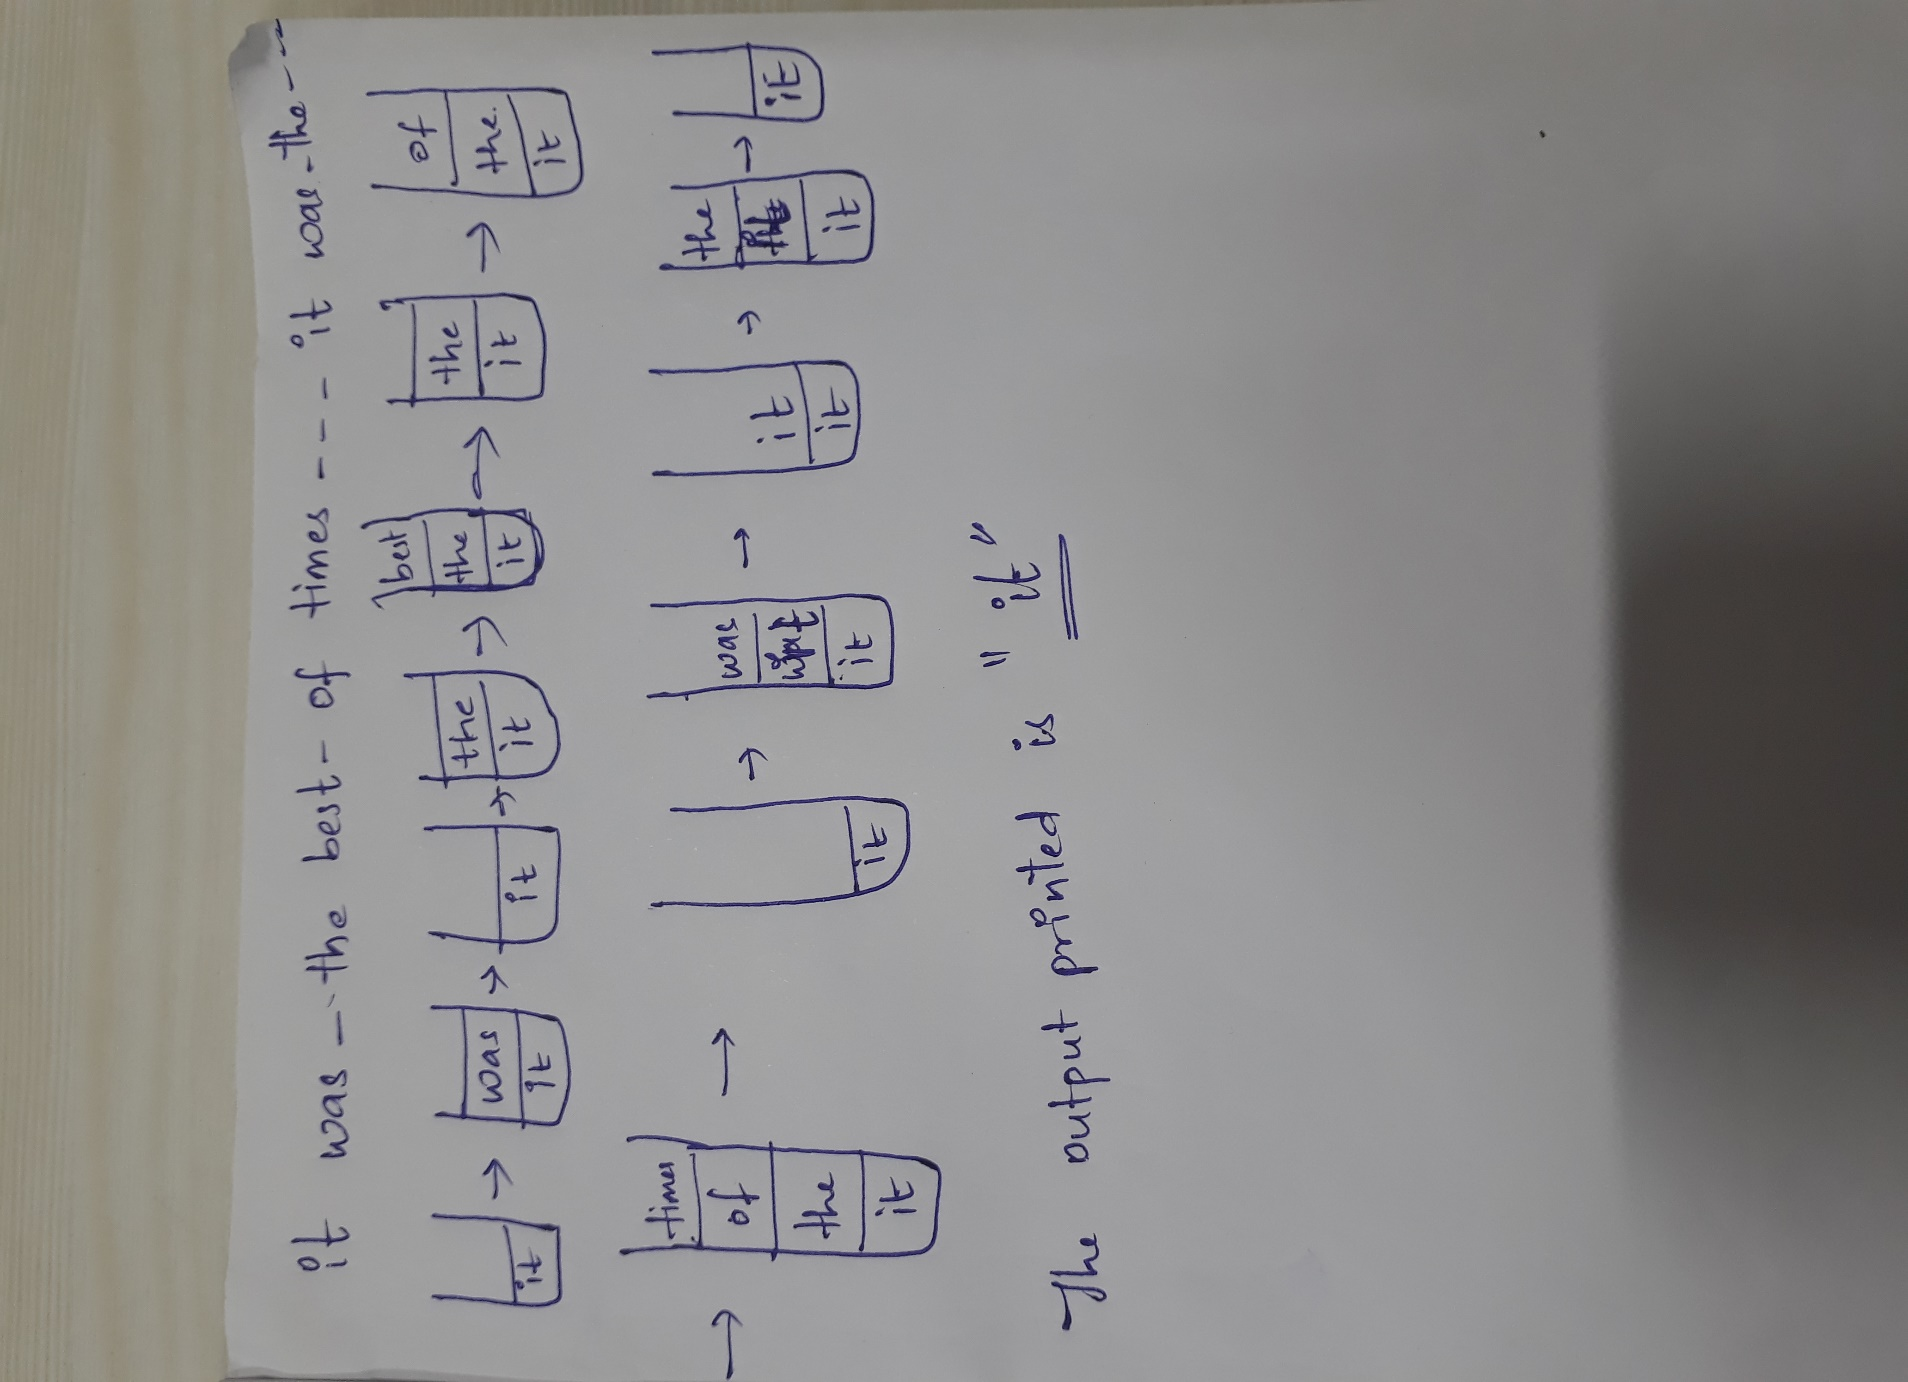 it was - the best - of times - - - it was - the - -
it → was it → it → the it → best the it → the it → of the it
→ times of the it → it → was it → it it → the it → it
The output printed is "it"